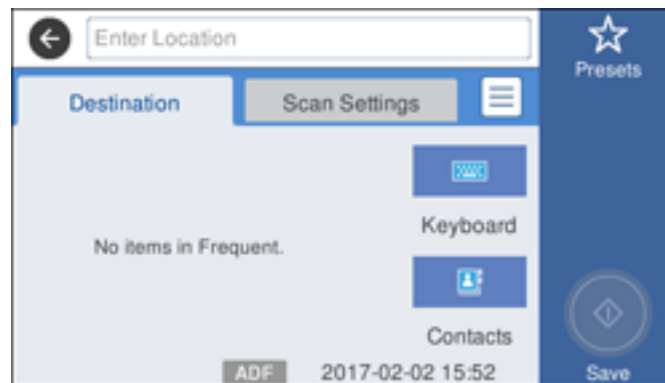 Enter Location
Presets
Destination
Scan Settings
Keyboard
No items in Frequent.
Contacts
ADF
2017-02-02 15:52
Save